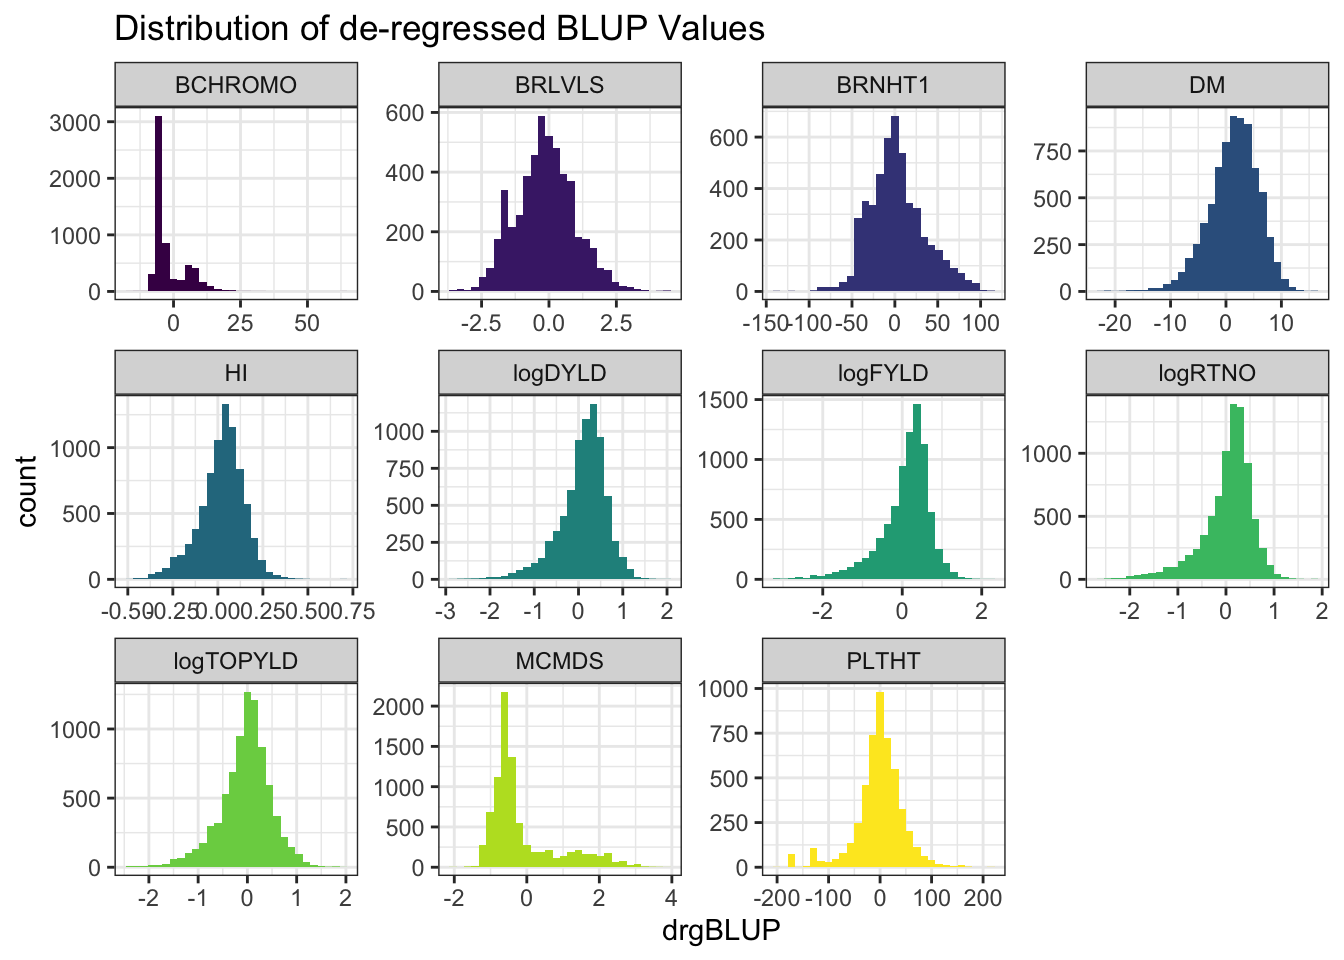 Distribution of de-regressed BLUP Values
BCHROMO BRLVLS BRNHT1 DM
3000 2000 1000 0
600 400 200 0
600 400 200 0
750 500 250 0
0 25 50
-2.5 0.0 2.5
-150 -100 -50 0 50 100
-20 -10 0 10
HI logDYLD logFYLD logRTNO
1000 500 0
1000 750 500 250 0
1500 1000 500 0
1000 500 0
-0.50 -0.25 0.00 0.25 0.50 0.75
-3 -2 -1 0 1 2
-2 0 2
-2 -1 0 1 2
logTOPYLD MCMDS PLTHT
1000 500 0
2000 1500 1000 500 0
1000 750 500 250 0
-2 -1 0 1 2
-2 0 2 4
-200 -100 0 100 200
count
drgBLUP